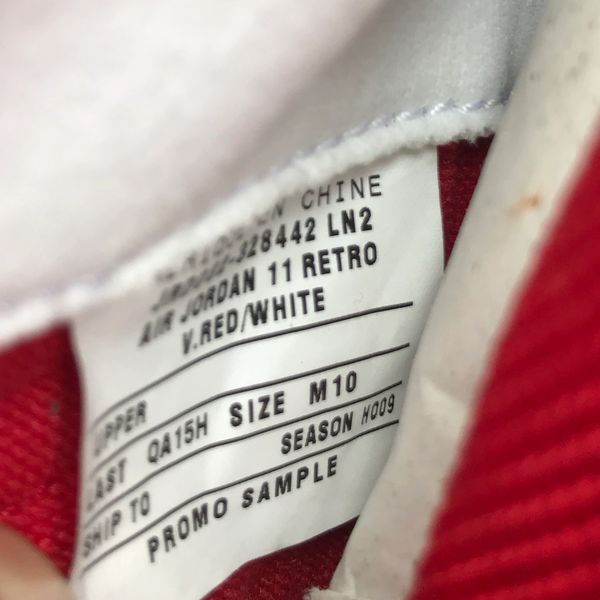 CHINE
328442 LN2
AIR JORDAN 11 RETRO
V.RED/WHITE
UPPER
LAST QA15H SIZE M10
SHIP TO SEASON HO09
PROMO SAMPLE